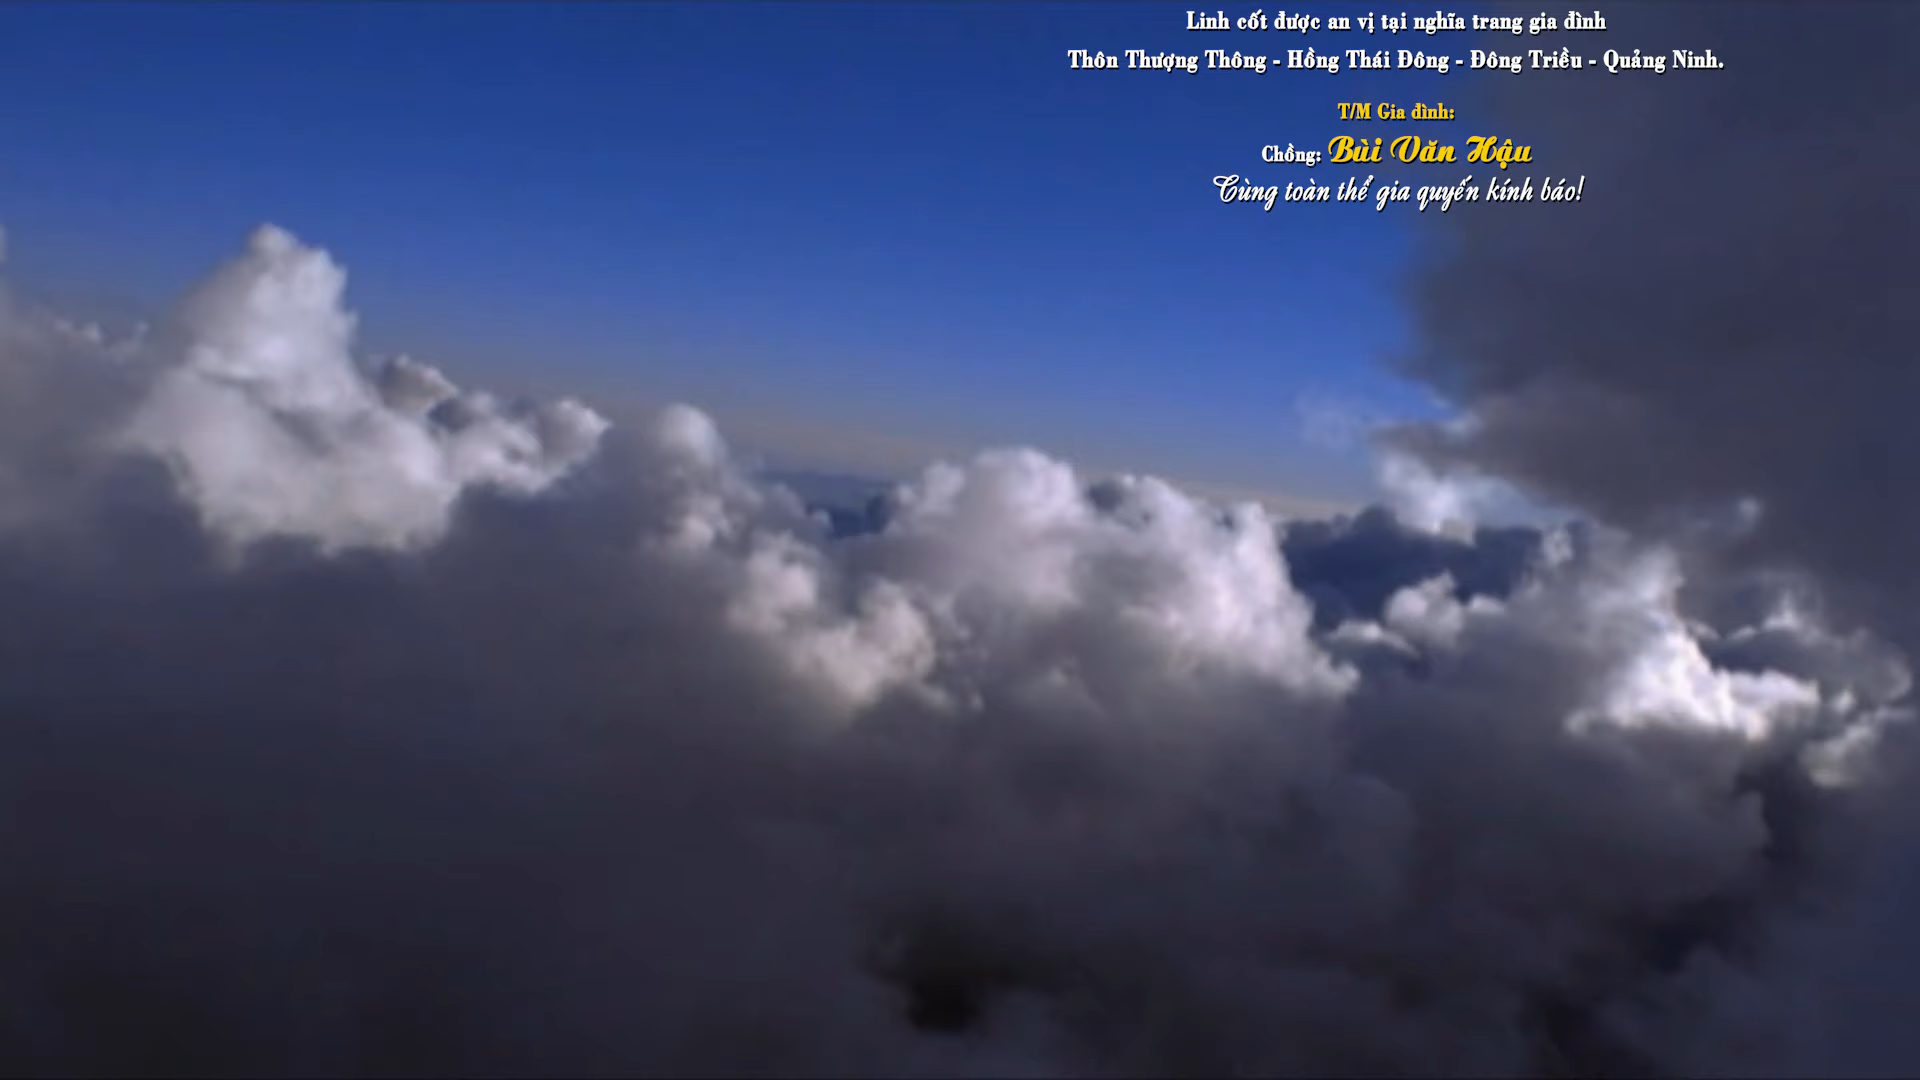 Linh cốt được an vị tại nghĩa trang gia đình
Thôn Thượng Thông - Hồng Thái Đông - Đông Triều - Quảng Ninh.
T/M Gia đình:
Chồng: Bùi Văn Hậu
Cùng toàn thể gia quyến kính báo!